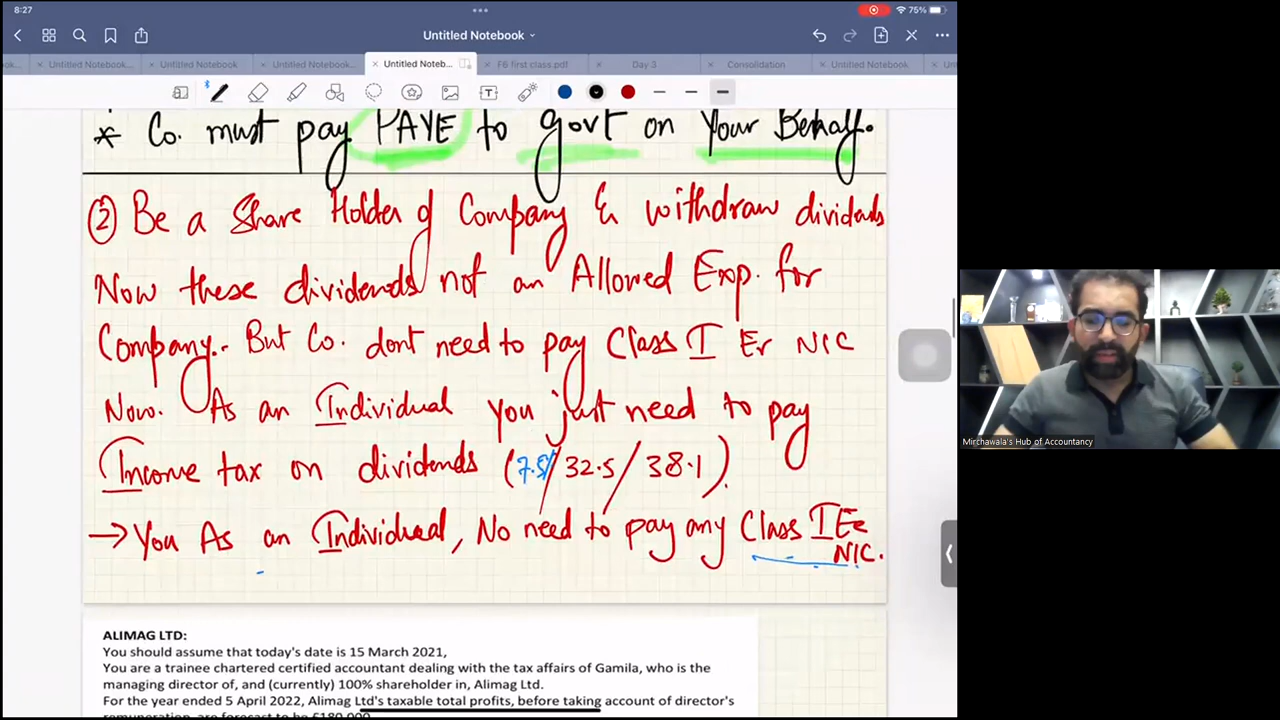 8:27
75%
Untitled Notebook
Untitled Notebook...
Untitled Notebook
Untitled Notebook...
Untitled Noteb...
F6 first class.pdf
Day 3
Consolidation
Untitled Notebook
* Co. must pay PAYE to govt on Your Behalf.
② Be a Share Holder of Company & withdraw dividends
Now these dividends not an Allowed Exp. for
Company.. But Co. dont need to pay Class I Er NIC
Now. As an Individual You just need to pay
Income tax on dividends (7.5/32.5/38.1).
→ You As an Individual, No need to pay any Class I Ee
NIC.
ALIMAG LTD:
You should assume that today's date is 15 March 2021,
You are a trainee chartered certified accountant dealing with the tax affairs of Gamila, who is the
managing director of, and (currently) 100% shareholder in, Alimag Ltd.
For the year ended 5 April 2022, Alimag Ltd's taxable total profits, before taking account of director's
remuneration, are forecast to be £180,000
Mirchawala's Hub of Accountancy